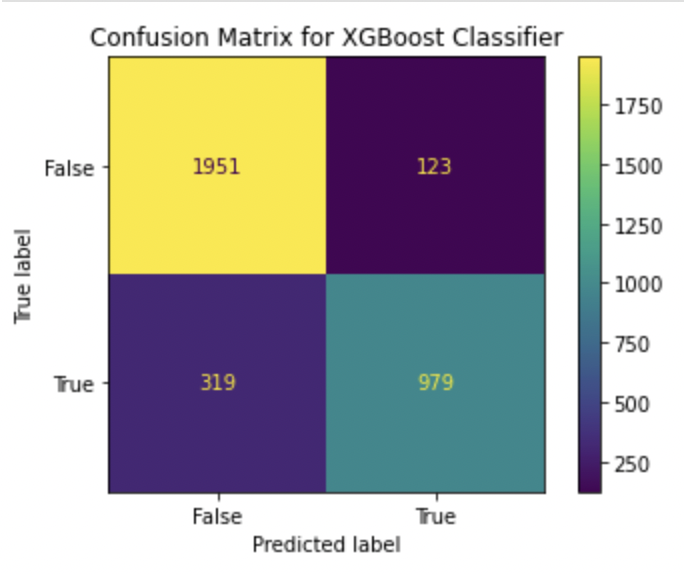 Confusion Matrix for XGBoost Classifier
1750
1500
1250
1000
750
500
250
False
True
True label
1951
123
319
979
False
True
Predicted label